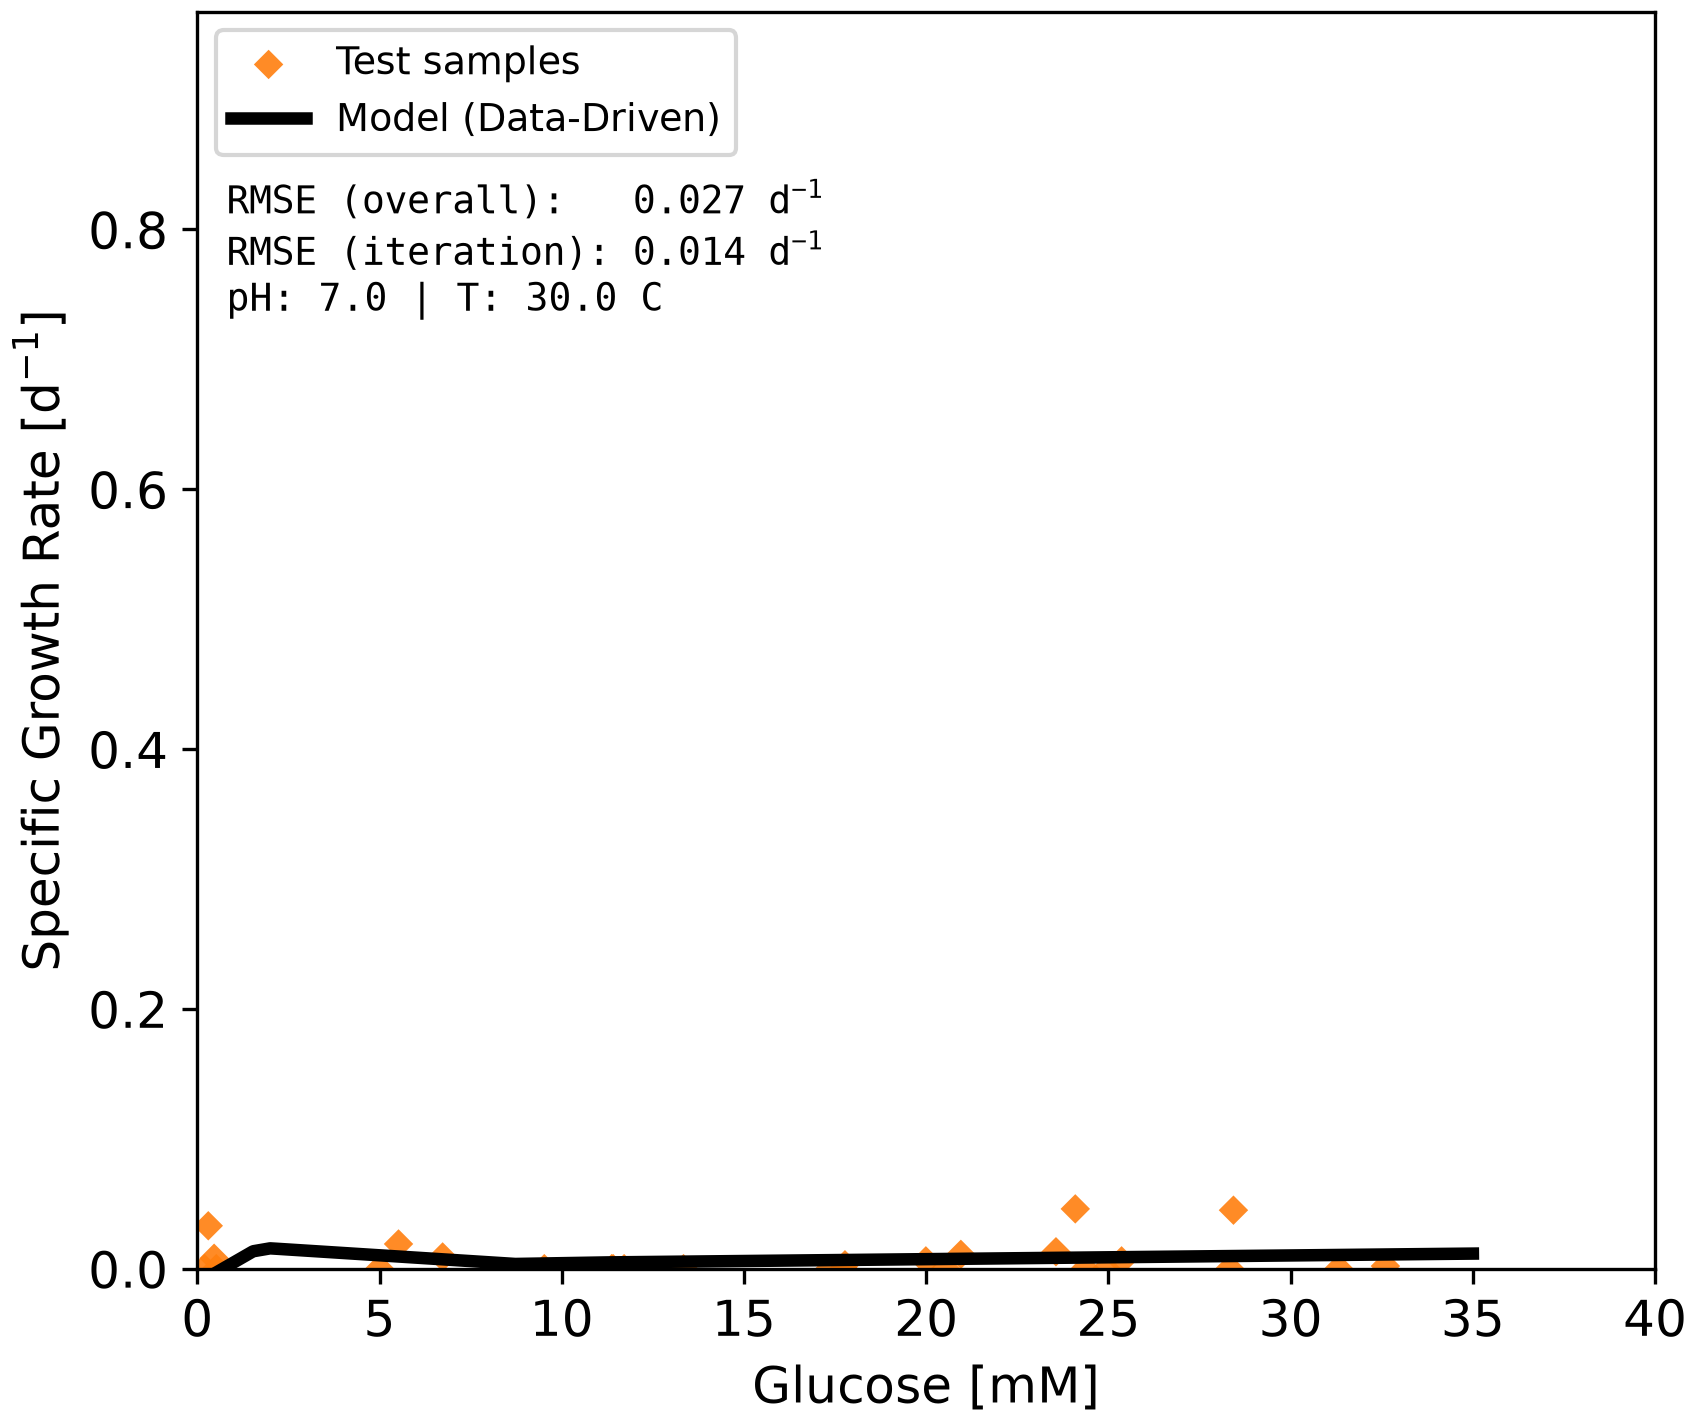 Test samples
Model (Data-Driven)
RMSE (overall):   0.027 d⁻¹
RMSE (iteration): 0.014 d⁻¹
pH: 7.0 | T: 30.0 C
Specific Growth Rate [d⁻¹]
0.8
0.6
0.4
0.2
0.0
0 5 10 15 20 25 30 35 40
Glucose [mM]